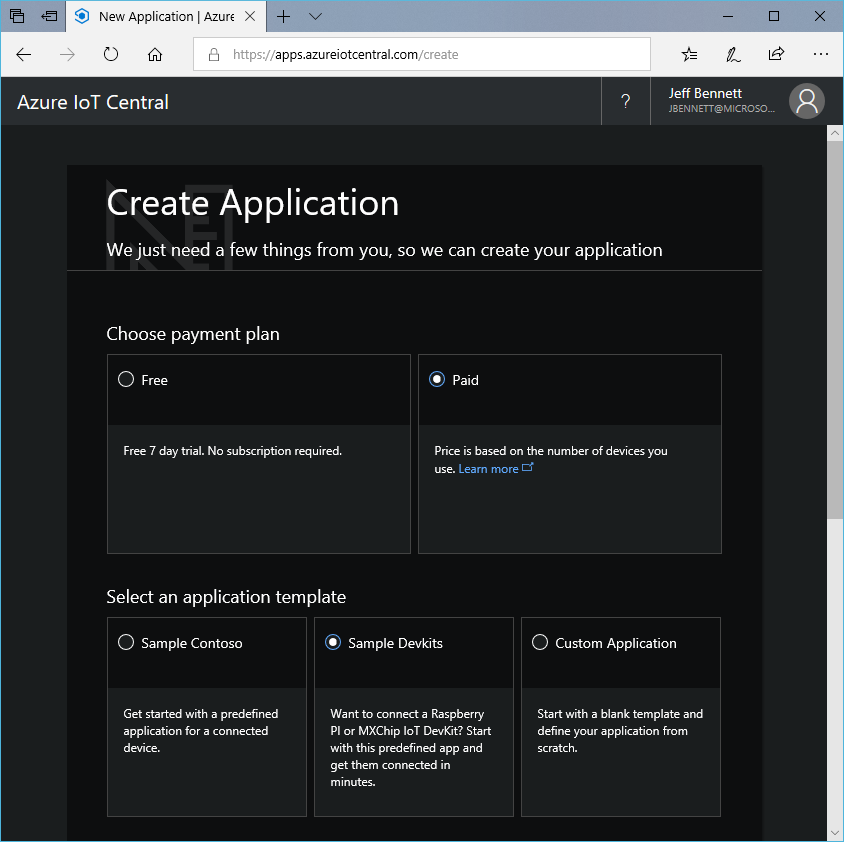 New Application | Azure
https://apps.azureiotcentral.com/create
Azure IoT Central
?
Jeff Bennett
JBENNETT@MICROSO...
Create Application
We just need a few things from you, so we can create your application
Choose payment plan
Free
Free 7 day trial. No subscription required.
Paid
Price is based on the number of devices you
use. Learn more
Select an application template
Sample Contoso
Get started with a predefined
application for a connected
device.
Sample Devkits
Want to connect a Raspberry
PI or MXChip IoT DevKit? Start
with this predefined app and
get them connected in
minutes.
Custom Application
Start with a blank template and
define your application from
scratch.